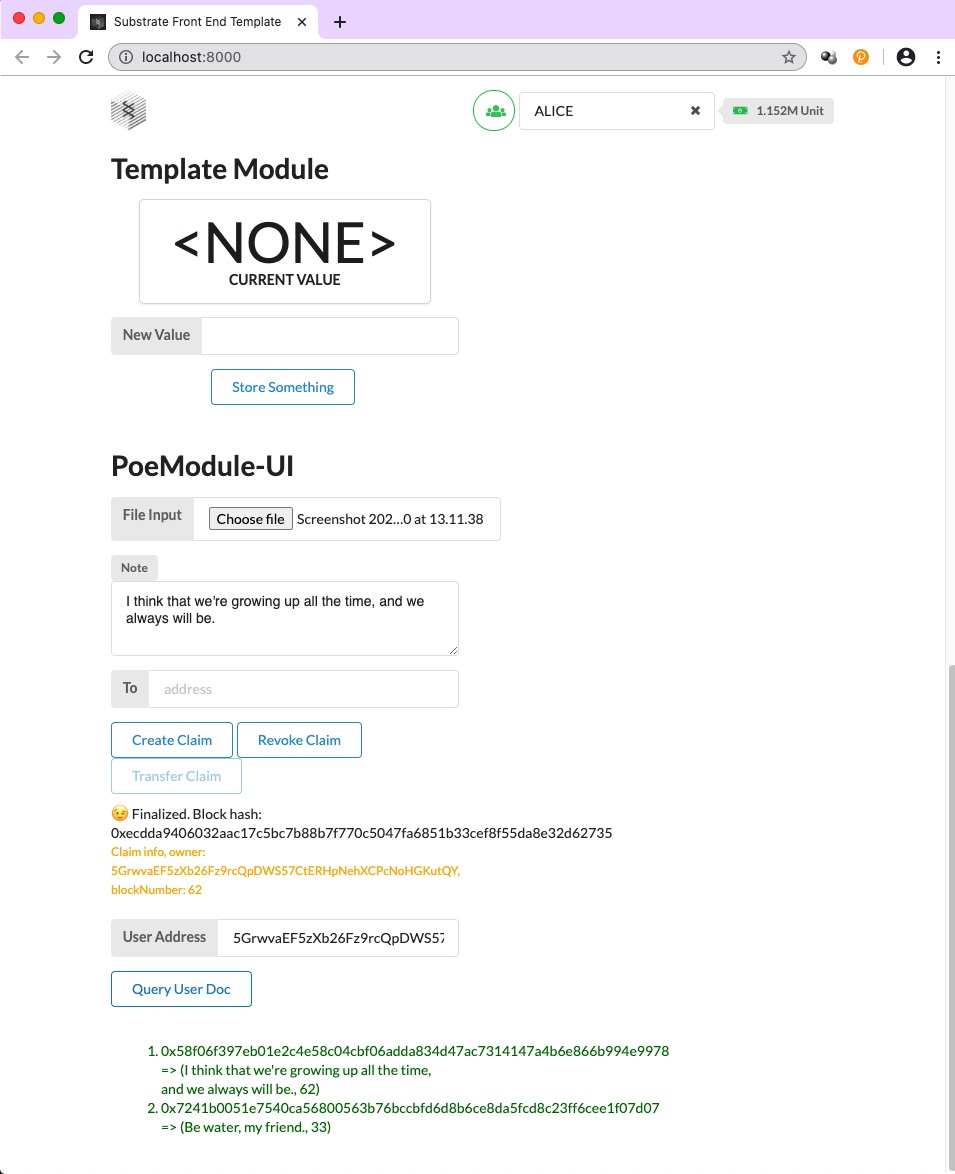 Substrate Front End Template
localhost:8000
ALICE
1.152M Unit
Template Module
<NONE>
CURRENT VALUE
New Value
Store Something
PoeModule-UI
File Input
Choose file Screenshot 202...0 at 13.11.38
Note
I think that we're growing up all the time, and we
always will be.
To address
Create Claim Revoke Claim
Transfer Claim
😉 Finalized. Block hash:
0xecdda9406032aac17c5bc7b88b7f770c5047fa6851b33cef8f55da8e32d62735
Claim info, owner:
5GrwvaEF5zXb26Fz9rcQpDWS57CtERHpNehXCPcNoHGKutQY,
blockNumber: 62
User Address 5GrwvaEF5zXb26Fz9rcQpDWS57
Query User Doc
1. 0x58f06f397eb01e2c4e58c04cbf06adda834d47ac7314147a4b6e866b994e9978
=> (I think that we're growing up all the time,
and we always will be., 62)
2. 0x7241b0051e7540ca56800563b76bccbfd6d8b6ce8da5fcd8c23ff6cee1f07d07
=> (Be water, my friend., 33)